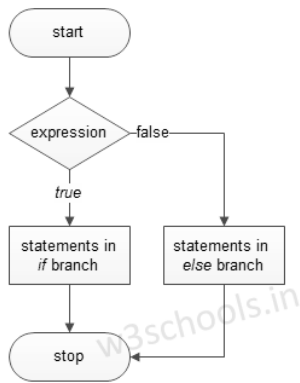 start
expression
false
true
statements in
if branch
statements in
else branch
stop
w3schools.in